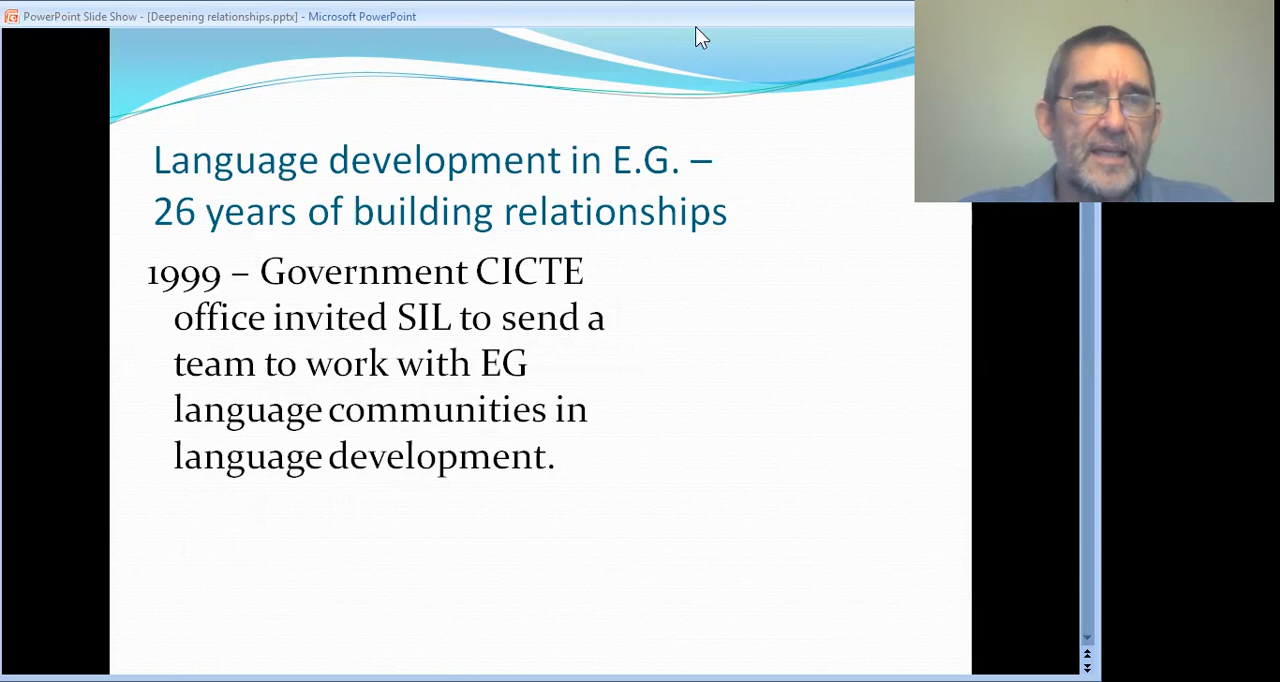 PowerPoint Slide Show - [Deepening relationships.pptx] - Microsoft PowerPoint
Language development in E.G. –
26 years of building relationships
1999 – Government CICTE
office invited SIL to send a
team to work with EG
language communities in
language development.